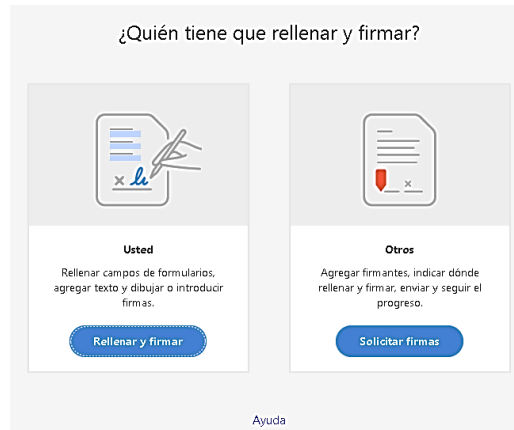 ¿Quién tiene que rellenar y firmar?
Usted
Rellenar campos de formularios,
agregar texto y dibujar o introducir
firmas.
Rellenar y firmar
Otros
Agregar firmantes, indicar dónde
rellenar y firmar, enviar y seguir el
progreso.
Solicitar firmas
Ayuda